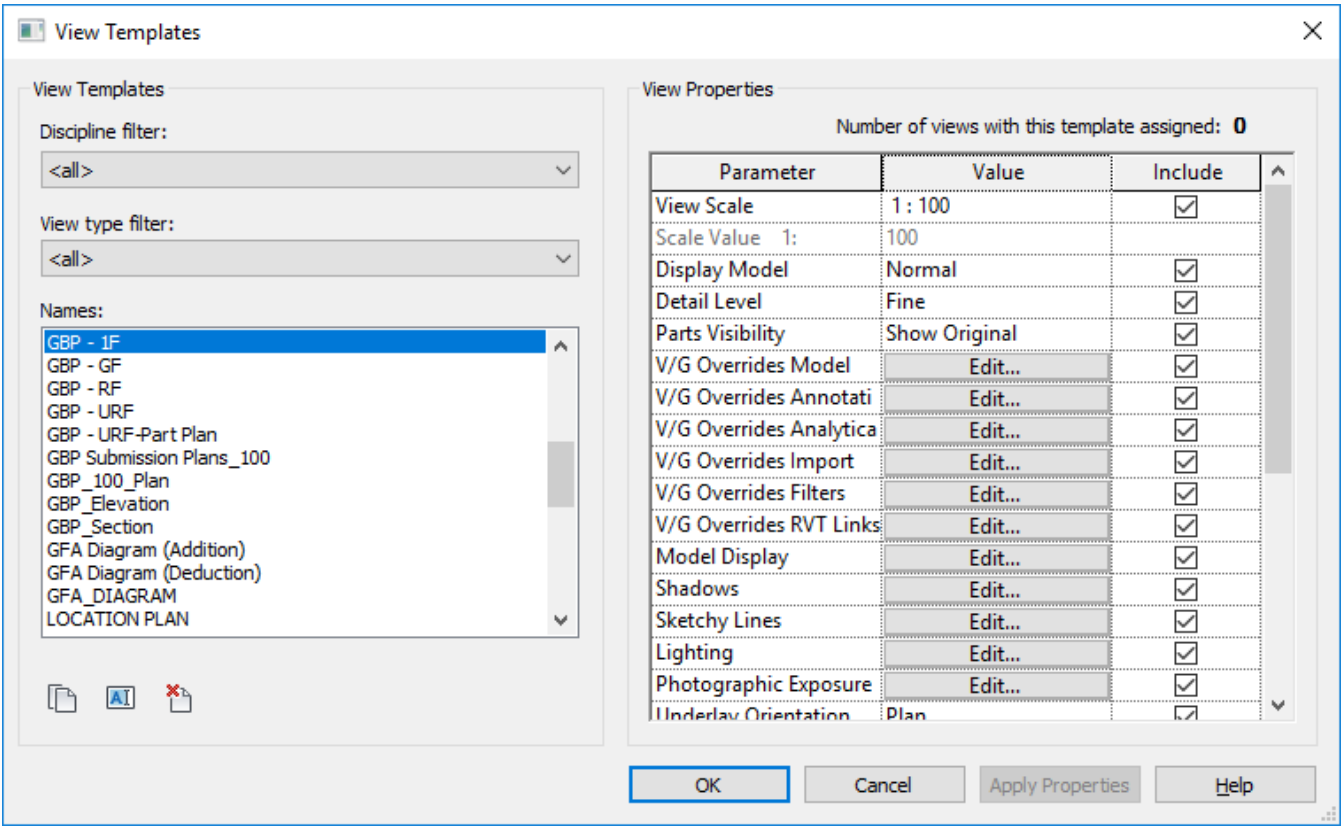 View Templates
View Templates
Discipline filter:
<all>
View type filter:
<all>
Names:
GBP - 1F
GBP - GF
GBP - RF
GBP - URF
GBP - URF-Part Plan
GBP Submission Plans_100
GBP_100_Plan
GBP_Elevation
GBP_Section
GFA Diagram (Addition)
GFA Diagram (Deduction)
GFA_DIAGRAM
LOCATION PLAN
AI
View Properties
Number of views with this template assigned: 0
Parameter Value Include
View Scale 1 : 100
Scale Value 1: 100
Display Model Normal
Detail Level Fine
Parts Visibility Show Original
V/G Overrides Model Edit...
V/G Overrides Annotati Edit...
V/G Overrides Analytica Edit...
V/G Overrides Import Edit...
V/G Overrides Filters Edit...
V/G Overrides RVT Links Edit...
Model Display Edit...
Shadows Edit...
Sketchy Lines Edit...
Lighting Edit...
Photographic Exposure Edit...
Underlay Orientation Plan
OK Cancel Apply Properties Help